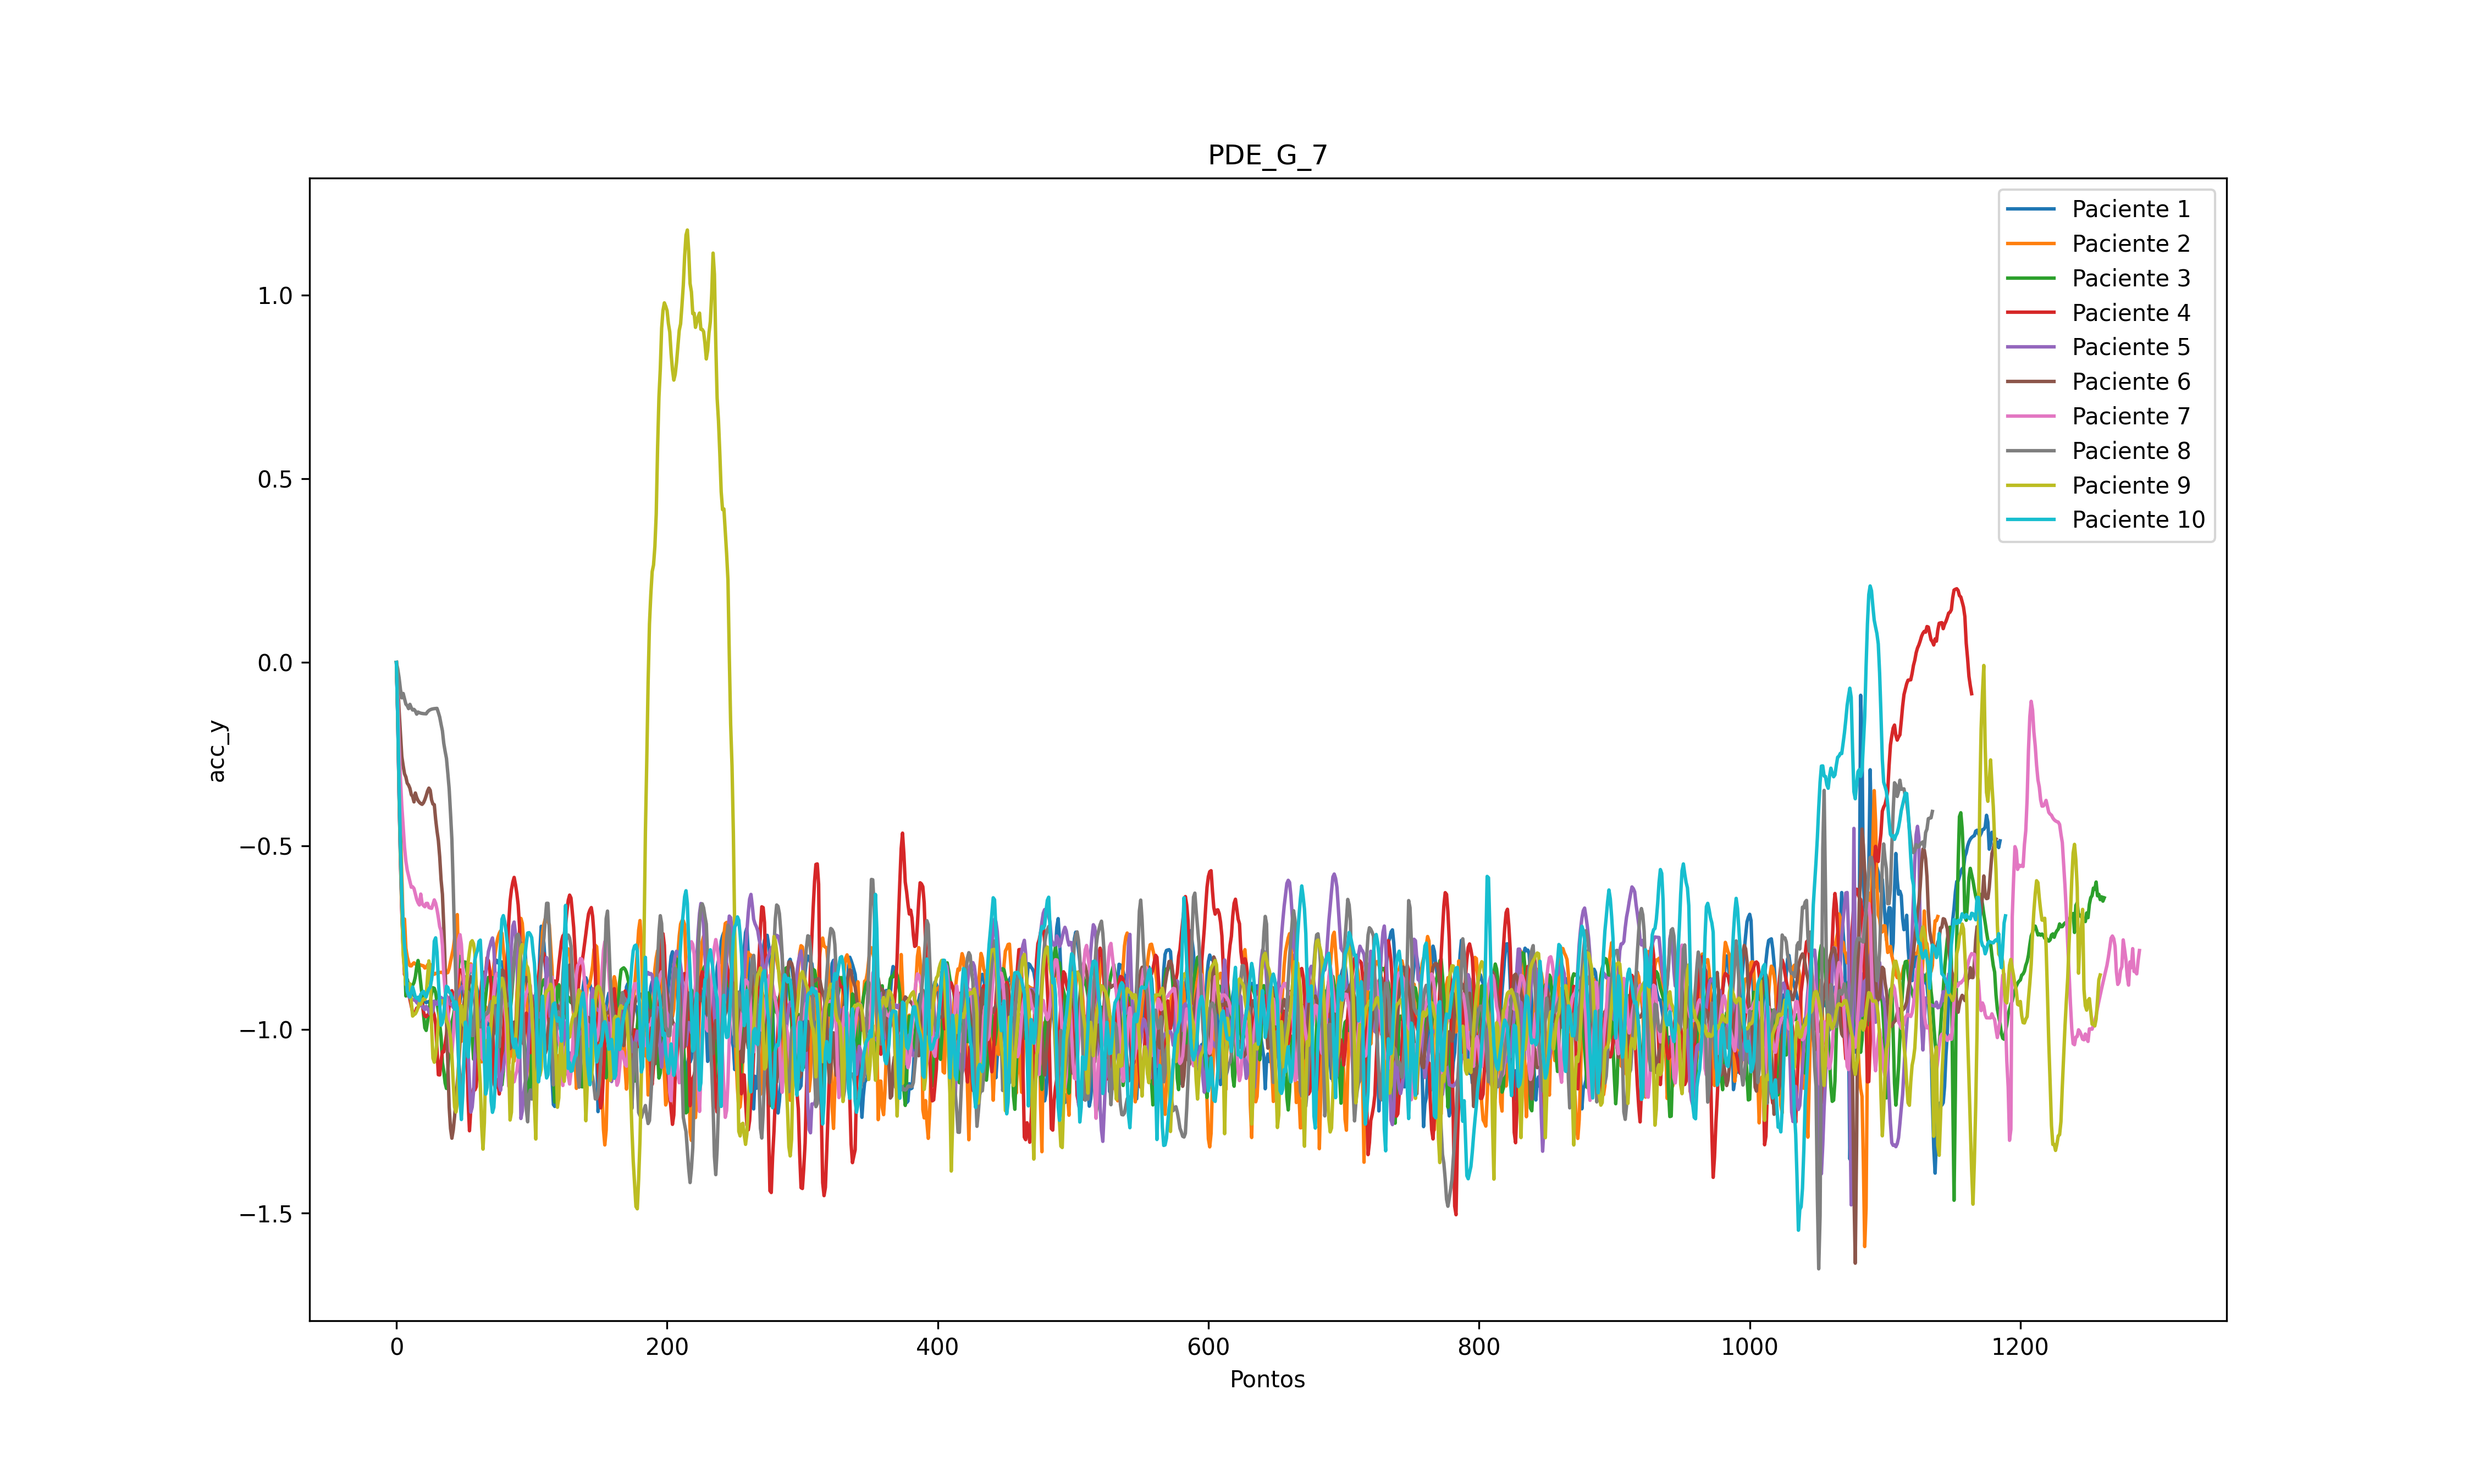 PDE_G_7
1.0
0.5
0.0
−0.5
−1.0
−1.5
acc_y
0 200 400 600 800 1000 1200
Pontos
Paciente 1
Paciente 2
Paciente 3
Paciente 4
Paciente 5
Paciente 6
Paciente 7
Paciente 8
Paciente 9
Paciente 10